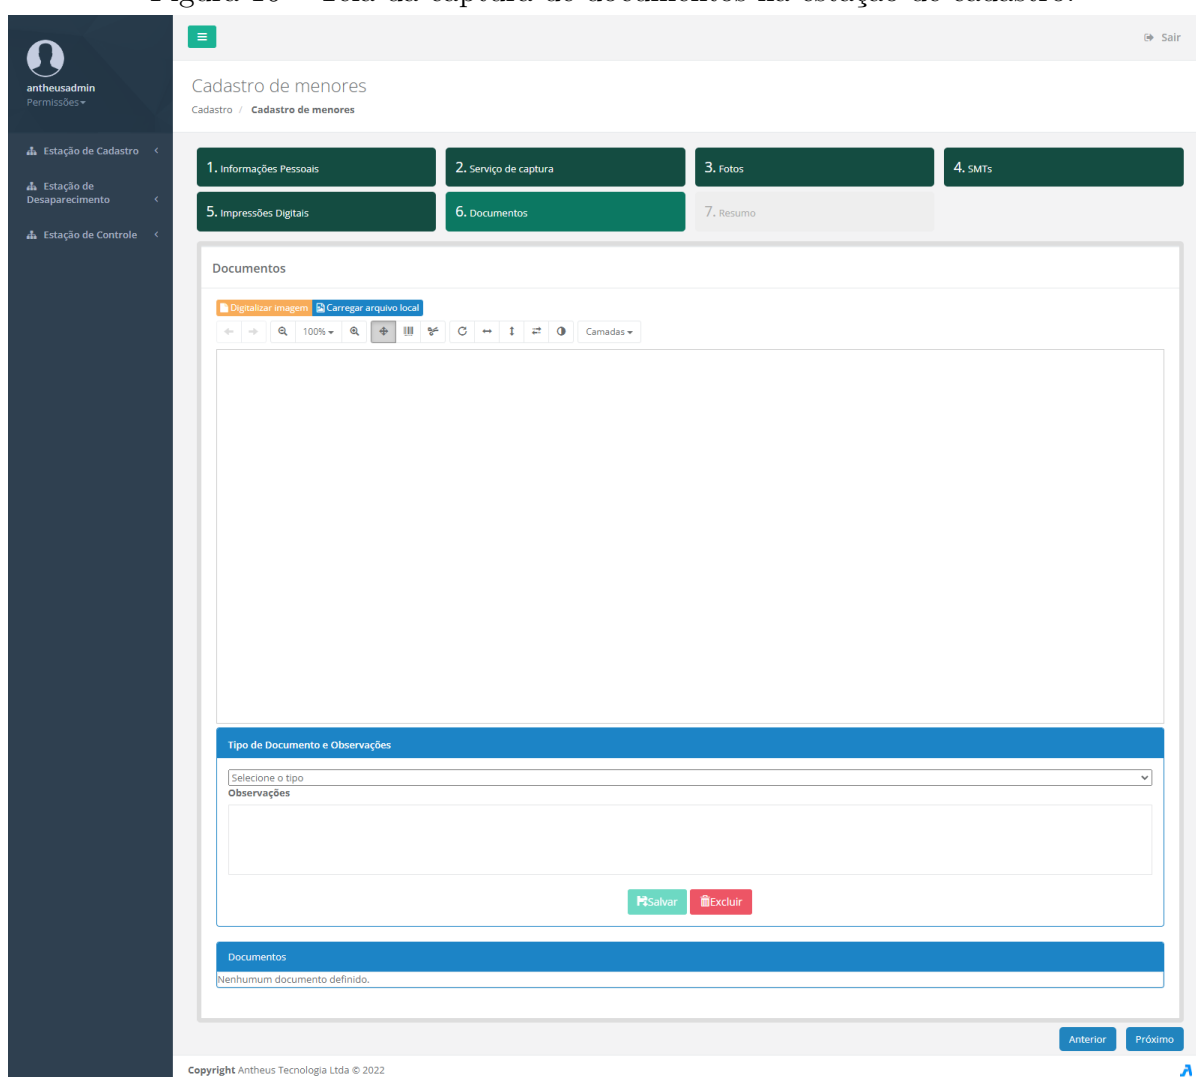 Figura 16 – Tela da captura de documentos na estação de cadastro.
Sair
antheusadmin
Permissões
Cadastro de menores
Cadastro / Cadastro de menores
Estação de Cadastro
Estação de
Desaparecimento
Estação de Controle
1. Informações Pessoais
2. Serviço de captura
3. Fotos
4. SMTs
5. Impressões Digitais
6. Documentos
7. Resumo
Documentos
Digitalizar imagem Carregar arquivo local
100% Camadas
Tipo de Documento e Observações
Selecione o tipo
Observações
Salvar Excluir
Documentos
Nenhumum documento definido.
Anterior Próximo
Copyright Antheus Tecnologia Ltda © 2022